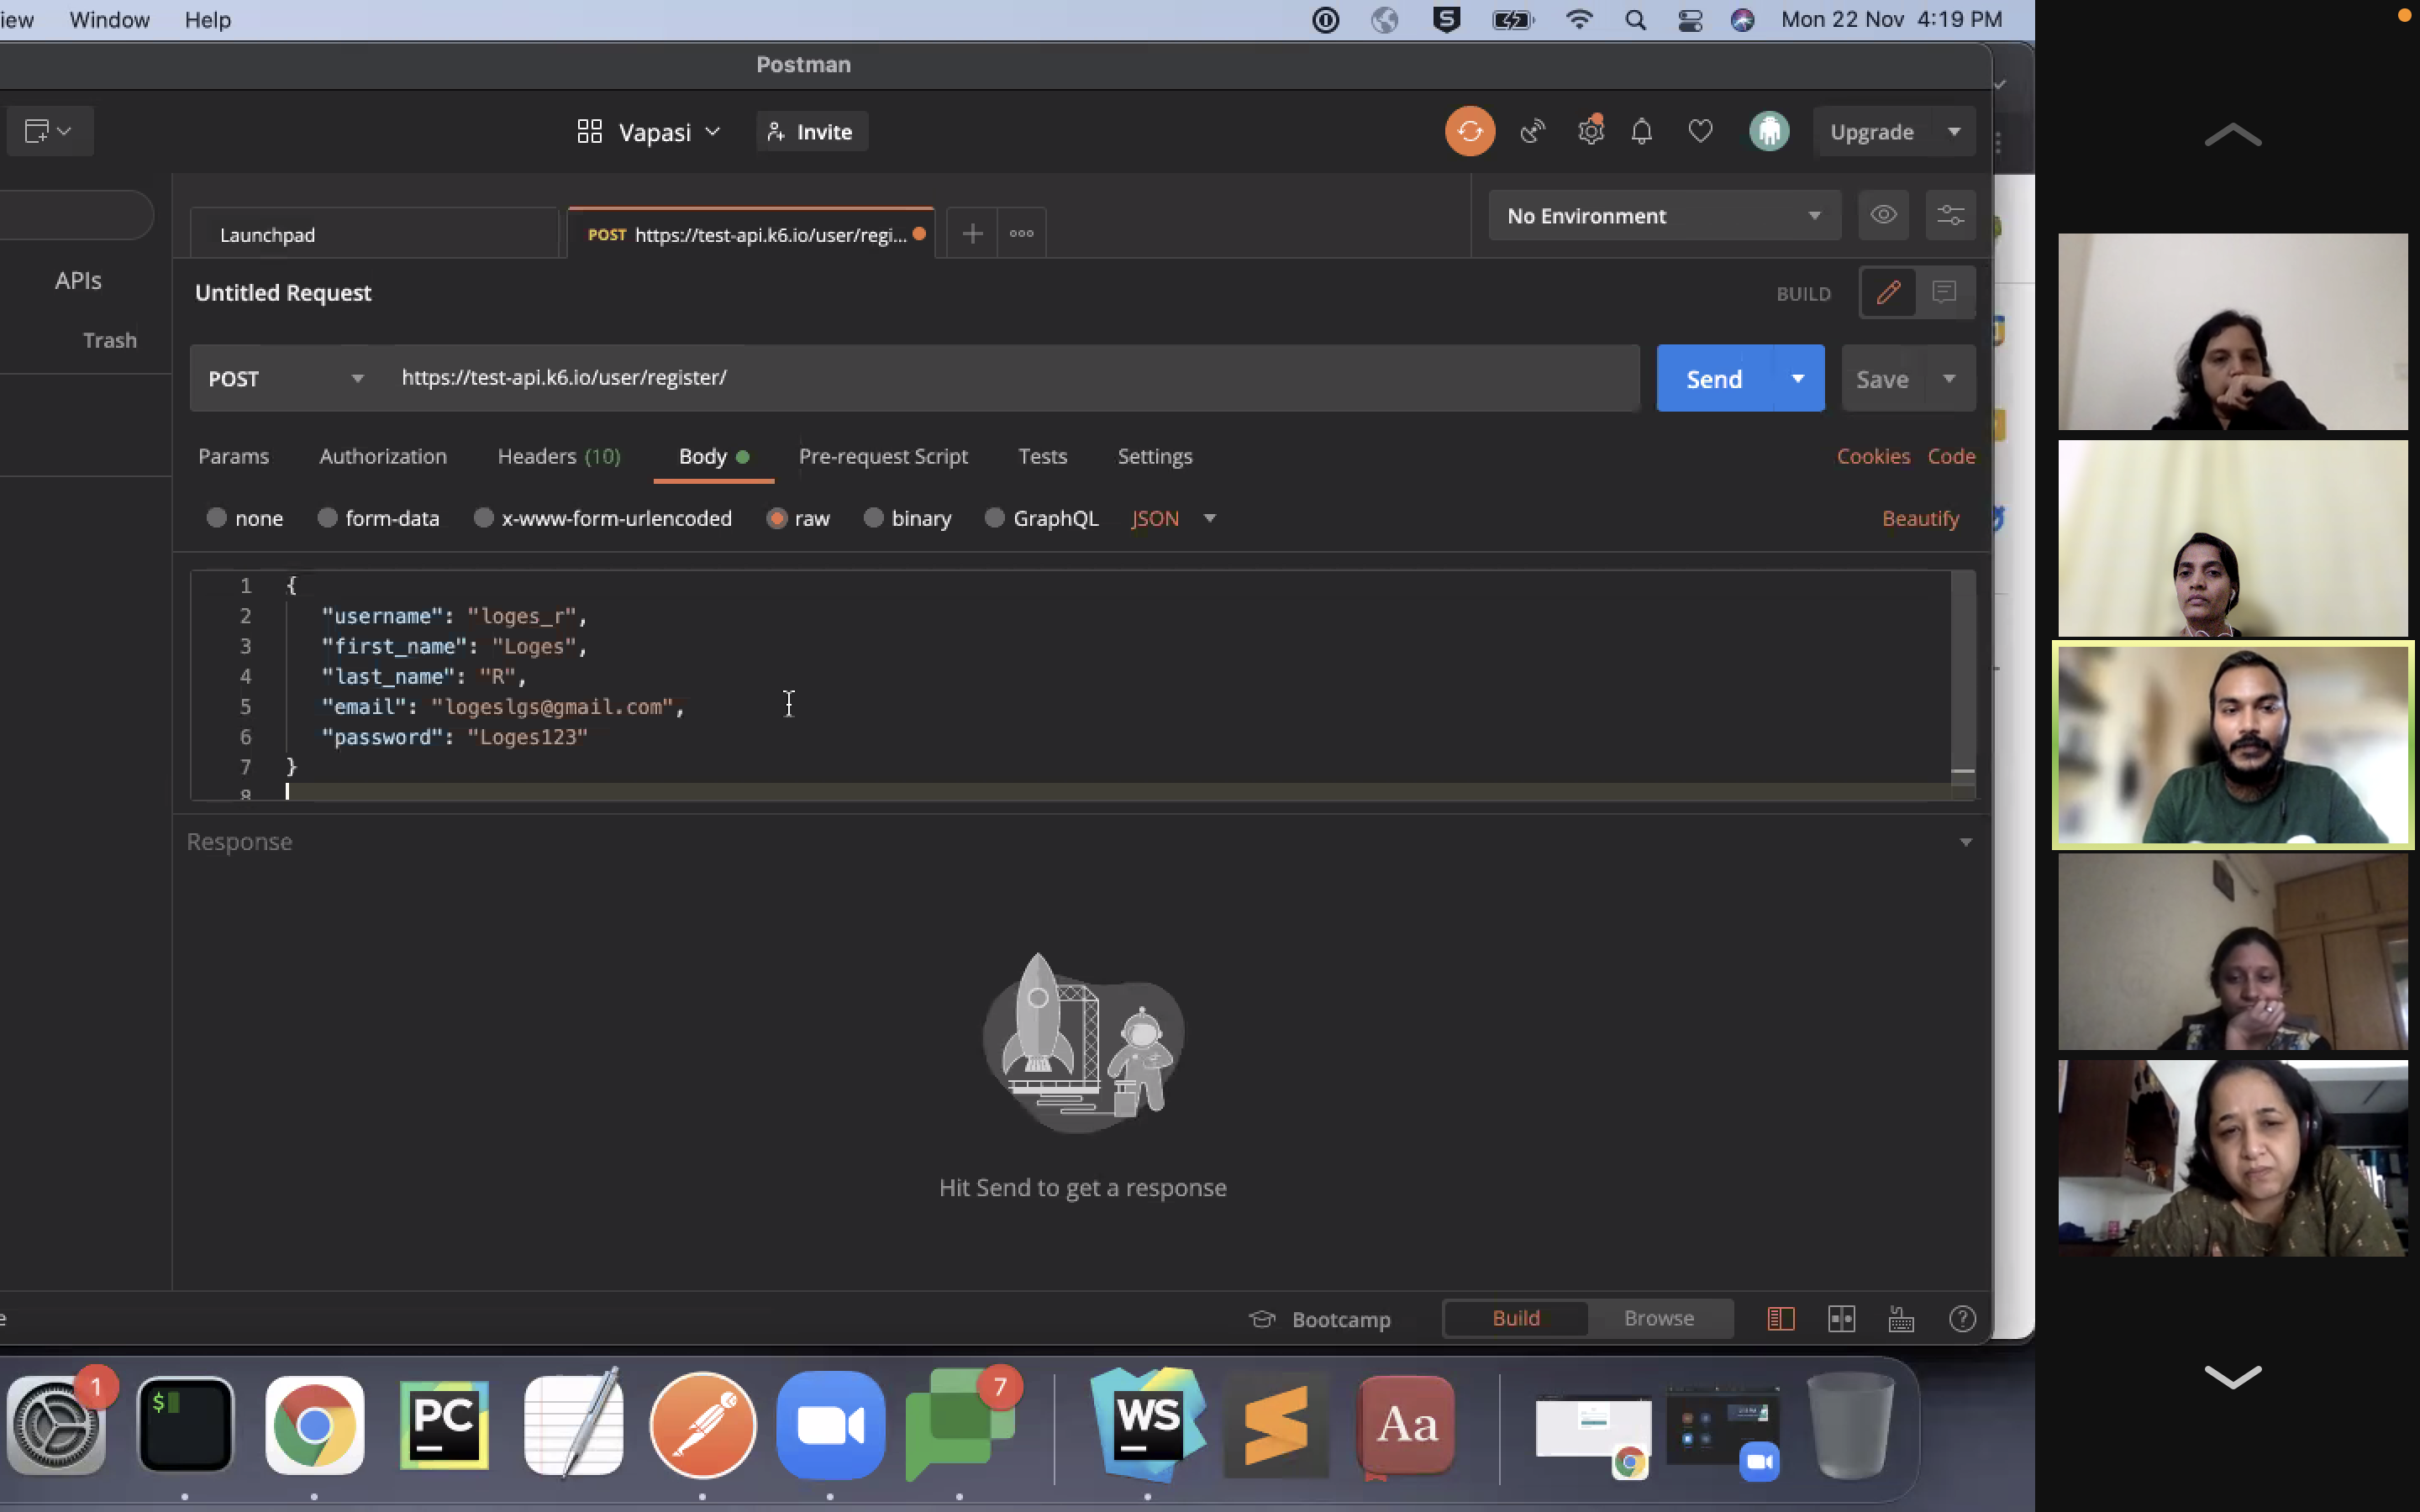 iew Window Help Mon 22 Nov 4:19 PM
Postman
Vapasi Invite Upgrade
No Environment
Launchpad POST https://test-api.k6.io/user/regi...
APIs
Untitled Request BUILD
Trash
POST https://test-api.k6.io/user/register/ Send Save
Params Authorization Headers (10) Body Pre-request Script Tests Settings Cookies Code
none form-data x-www-form-urlencoded raw binary GraphQL JSON Beautify
1 {
2 "username": "loges_r",
3 "first_name": "Loges",
4 "last_name": "R",
5 "email": "logeslgs@gmail.com",
6 "password": "Loges123"
7 }
8
Response
Hit Send to get a response
e Bootcamp Build Browse
1 $ PC 7 WS Aa